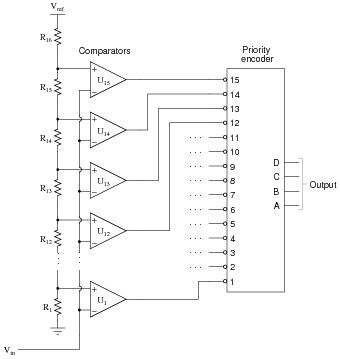 Vref
R16
Comparators
Priority
encoder
+
U15
−
R15
15
14
+
U14
−
R14
13
12
11
10
+
U13
−
R13
9
8
7
6
+
U12
−
R12
5
4
3
2
+
U1
−
R1
1
D
C
B
A
Output
Vin